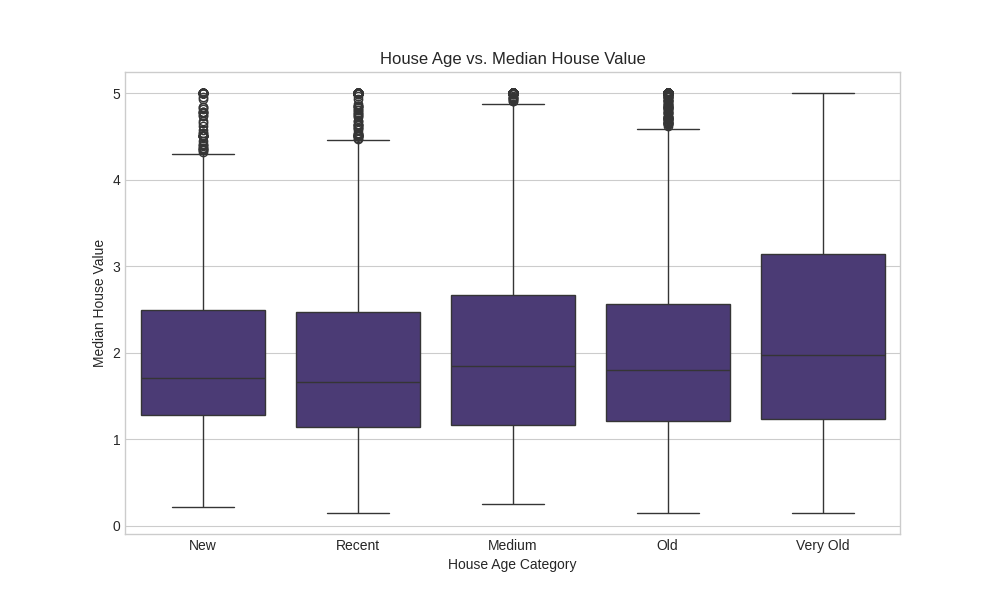 House Age vs. Median House Value
Median House Value
5
4
3
2
1
0
New Recent Medium Old Very Old
House Age Category